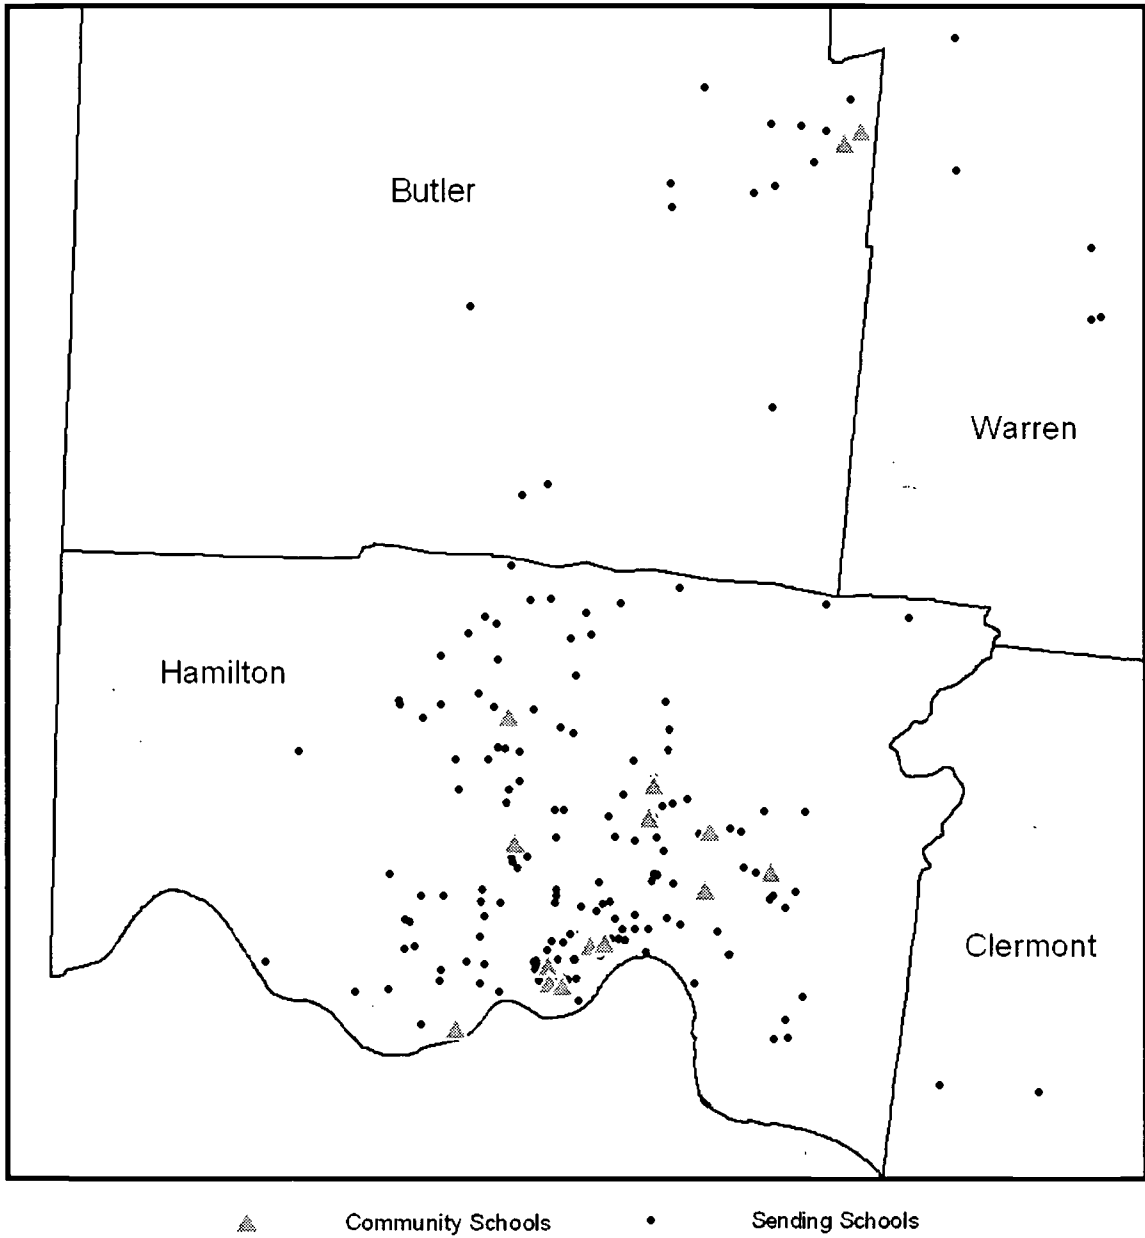 Butler
Warren
Hamilton
Clermont
Community Schools
Sending Schools